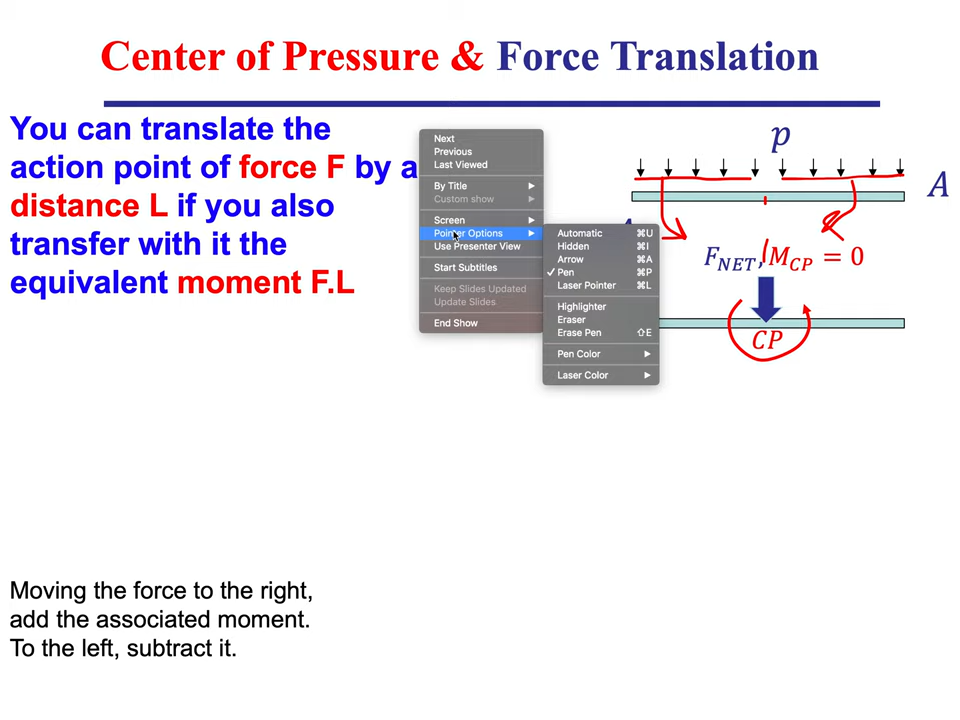 Center of Pressure & Force Translation
You can translate the
action point of force F by a
distance L if you also
transfer with it the
equivalent moment F.L
Next
Previous
Last Viewed
By Title
Custom show
Screen
Pointer Options
Use Presenter View
Start Subtitles
Keep Slides Updated
Update Slides
End Show
Automatic ⌘U
Hidden ⌘I
Arrow ⌘A
✓ Pen ⌘P
Laser Pointer ⌘L
Highlighter
Eraser
Erase Pen ⇧E
Pen Color
Laser Color
p
A
F_NET, M_CP = 0
CP
Moving the force to the right,
add the associated moment.
To the left, subtract it.